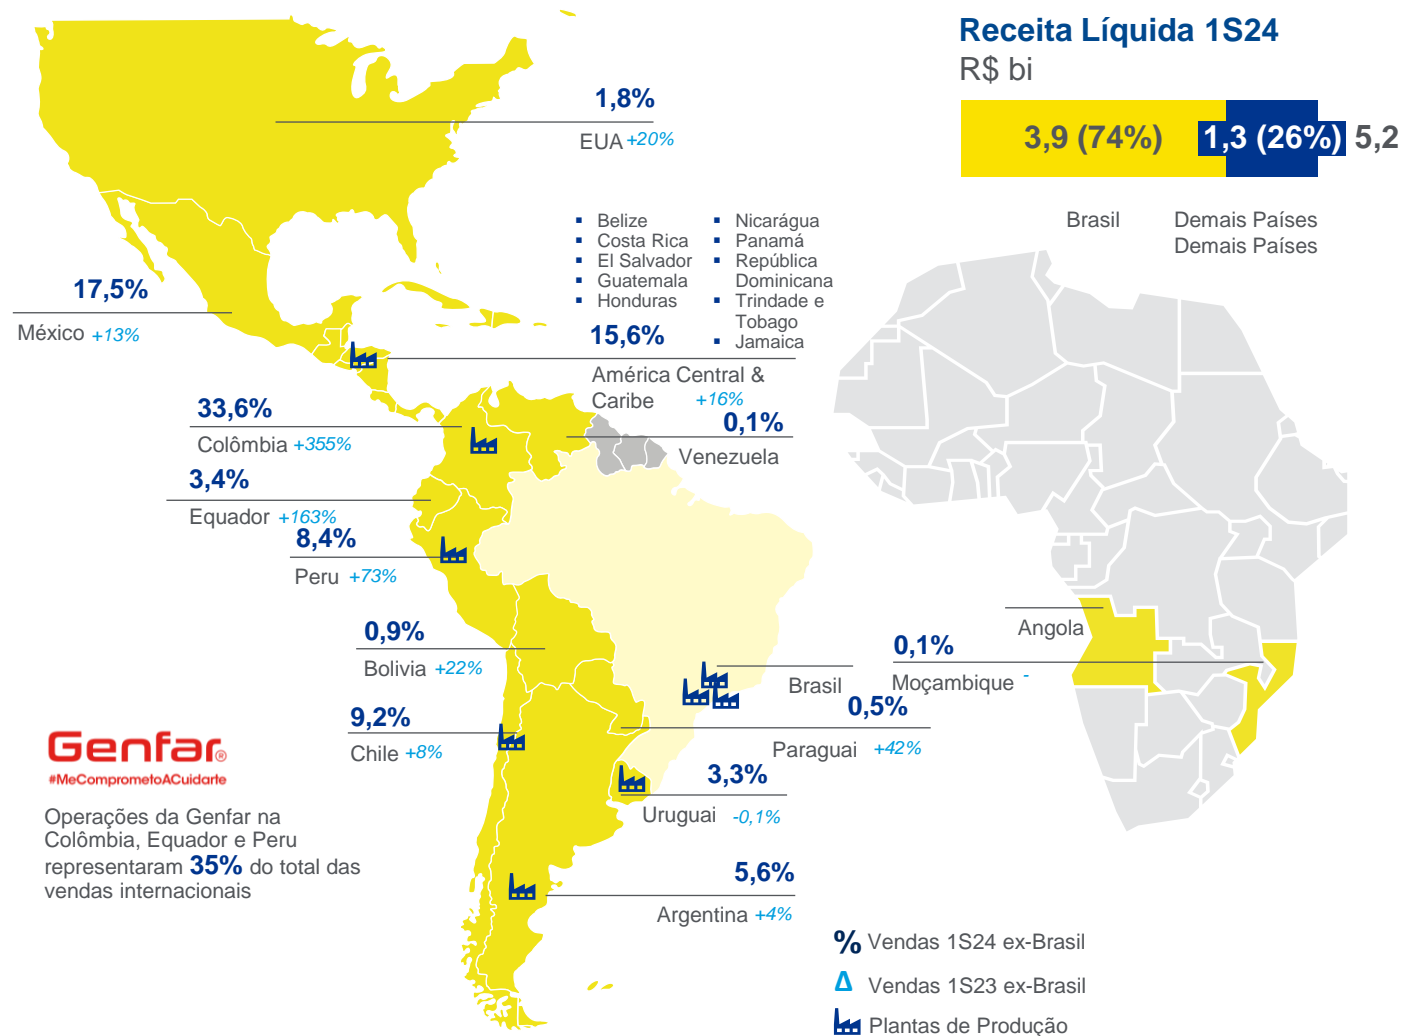 Receita Líquida 1S24
R$ bi
3,9 (74%)
1,3 (26%)
5,2
Brasil
Demais Países
Demais Países
1,8%
EUA +20%
▪ Belize
▪ Costa Rica
▪ El Salvador
▪ Guatemala
▪ Honduras
▪ Nicarágua
▪ Panamá
▪ República
Dominicana
▪ Trindade e
Tobago
▪ Jamaica
17,5%
México +13%
15,6%
América Central &
Caribe +16%
33,6%
Colômbia +355%
0,1%
Venezuela
3,4%
Equador +163%
8,4%
Peru +73%
0,9%
Bolivia +22%
Brasil
Angola
0,1%
Moçambique -
9,2%
Chile +8%
0,5%
Paraguai +42%
3,3%
Uruguai -0,1%
5,6%
Argentina +4%
Genfar®
#MeComprometoACuidarte
Operações da Genfar na
Colômbia, Equador e Peru
representaram 35% do total das
vendas internacionais
% Vendas 1S24 ex-Brasil
Δ Vendas 1S23 ex-Brasil
Plantas de Produção